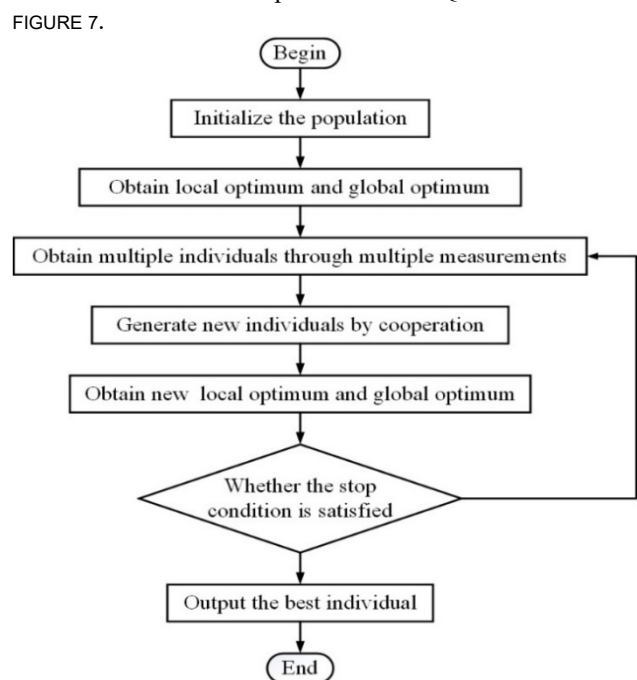 FIGURE 7.
Begin
Initialize the population
Obtain local optimum and global optimum
Obtain multiple individuals through multiple measurements
Generate new individuals by cooperation
Obtain new local optimum and global optimum
Whether the stop
condition is satisfied
Output the best individual
End